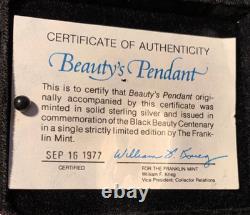 CERTIFICATE OF AUTHENTICITY
Beauty's Pendant
This is to certify that Beauty's Pendant origi-
nally accompanied by this certificate was
minted in solid sterling silver and issued in
commemoration of the Black Beauty Centenary
in a single strictly limited edition by The Frank-
lin Mint.
SEP 16 1977
William F. Krieg
CERTIFIED
FOR THE FRANKLIN MINT
William F. Krieg
Vice President, Collector Relations